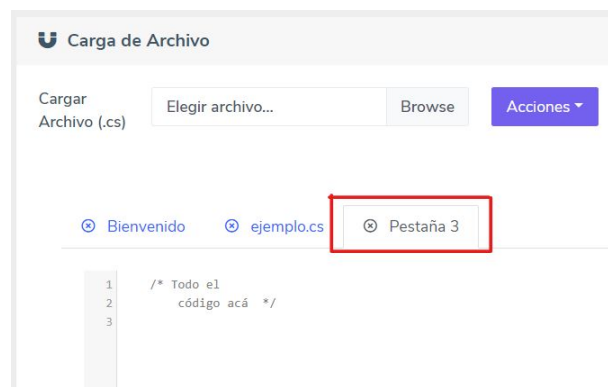 Carga de Archivo
Cargar
Archivo (.cs)
Elegir archivo...
Browse
Acciones
Bienvenido
ejemplo.cs
Pestaña 3
1 /* Todo el
2 código acá */
3